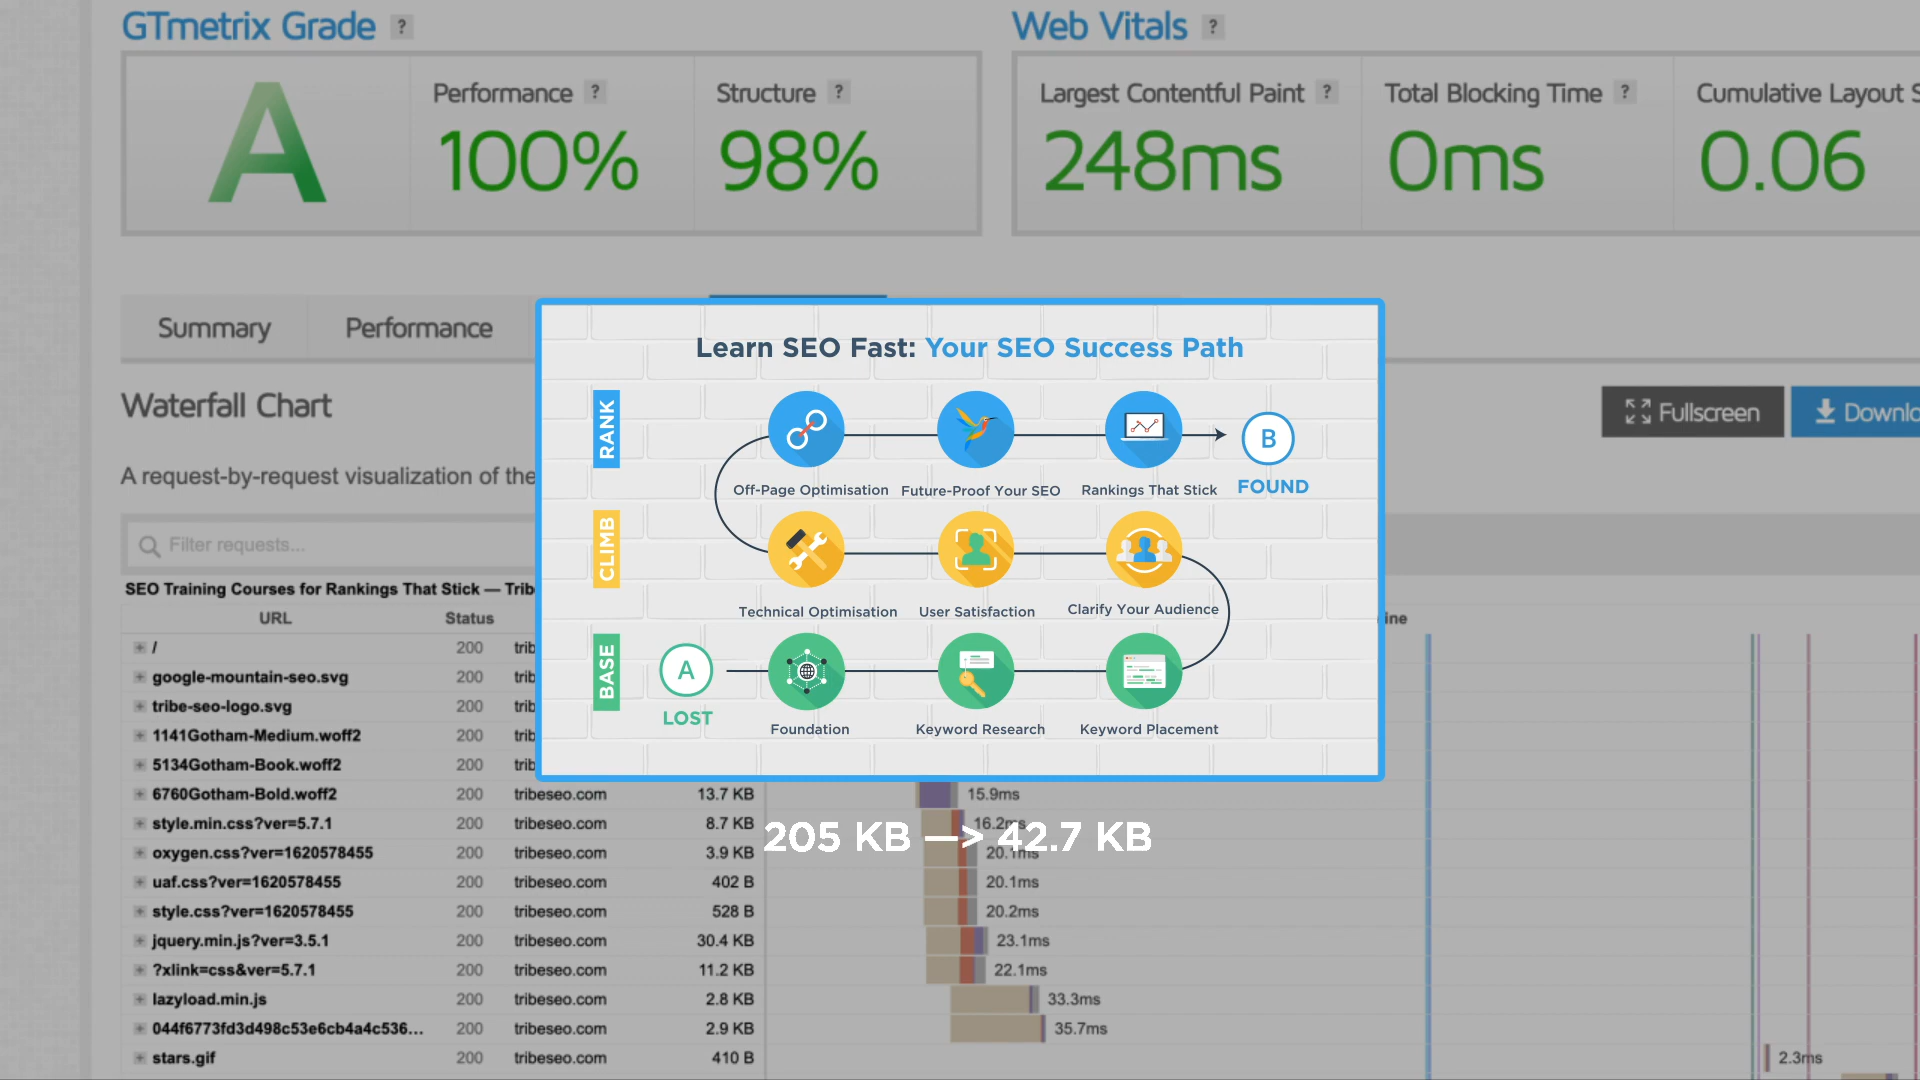 GTmetrix Grade ?
A
Performance ?
100%
Structure ?
98%
Web Vitals ?
Largest Contentful Paint ?
248ms
Total Blocking Time ?
0ms
Cumulative Layout S
0.06
Summary
Performance
Waterfall Chart
Fullscreen
Downlo
A request-by-request visualization of the
Filter requests...
SEO Training Courses for Rankings That Stick — Trib
URL Status
ine
/ 200 trib
google-mountain-seo.svg 200 trib
tribe-seo-logo.svg 200 trib
1141Gotham-Medium.woff2 200 trib
5134Gotham-Book.woff2 200 trib
6760Gotham-Bold.woff2 200 tribeseo.com 13.7 KB 15.9ms
style.min.css?ver=5.7.1 200 tribeseo.com 8.7 KB 16.2ms
oxygen.css?ver=1620578455 200 tribeseo.com 3.9 KB 20.1ms
uaf.css?ver=1620578455 200 tribeseo.com 402 B 20.1ms
style.css?ver=1620578455 200 tribeseo.com 528 B 20.2ms
jquery.min.js?ver=3.5.1 200 tribeseo.com 30.4 KB 23.1ms
?xlink=css&ver=5.7.1 200 tribeseo.com 11.2 KB 22.1ms
lazyload.min.js 200 tribeseo.com 2.8 KB 33.3ms
044f6773fd3d498c53e6cb4a4c536... 200 tribeseo.com 2.9 KB 35.7ms
stars.gif 200 tribeseo.com 410 B 2.3ms
Learn SEO Fast: Your SEO Success Path
RANK
B
Off-Page Optimisation Future-Proof Your SEO Rankings That Stick FOUND
CLIMB
Technical Optimisation User Satisfaction Clarify Your Audience
BASE
A
LOST
Foundation Keyword Research Keyword Placement
205 KB —> 42.7 KB